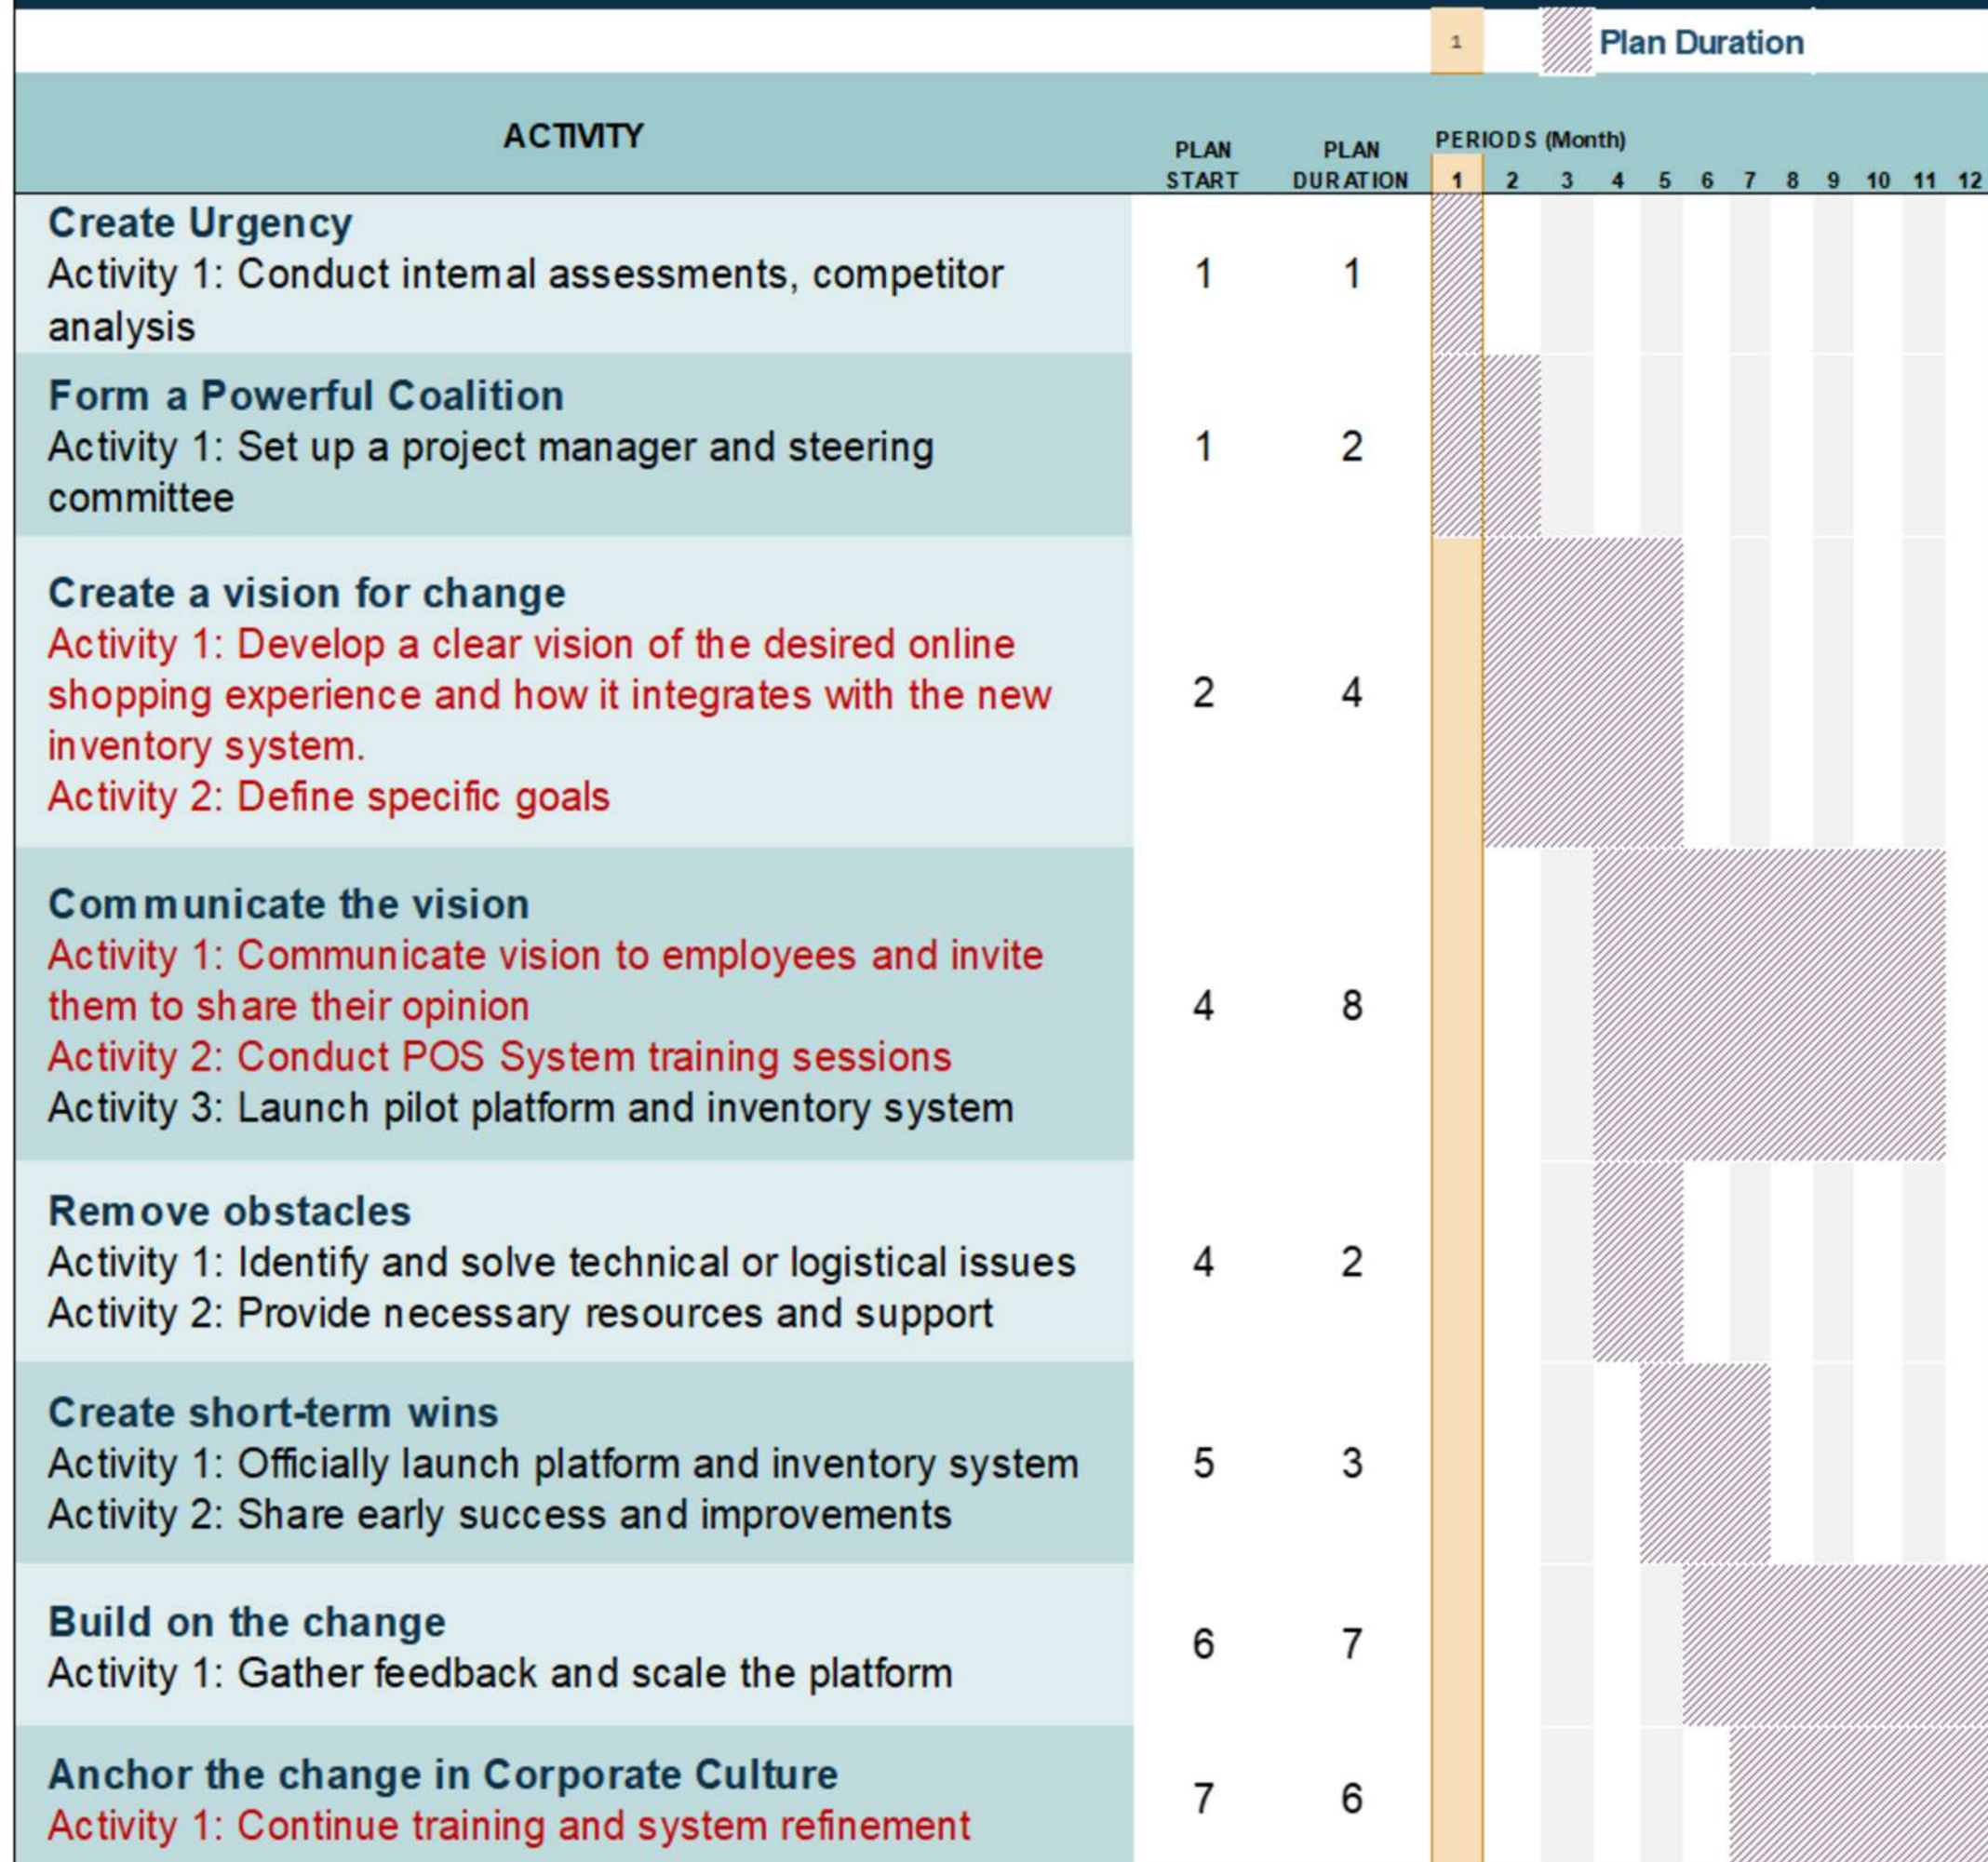 1 Plan Duration
ACTIVITY
PLAN START
PLAN DURATION
PERIODS (Month)
1 2 3 4 5 6 7 8 9 10 11 12
Create Urgency
Activity 1: Conduct internal assessments, competitor
analysis
1 1
Form a Powerful Coalition
Activity 1: Set up a project manager and steering
committee
1 2
Create a vision for change
Activity 1: Develop a clear vision of the desired online
shopping experience and how it integrates with the new
inventory system.
Activity 2: Define specific goals
2 4
Communicate the vision
Activity 1: Communicate vision to employees and invite
them to share their opinion
Activity 2: Conduct POS System training sessions
Activity 3: Launch pilot platform and inventory system
4 8
Remove obstacles
Activity 1: Identify and solve technical or logistical issues
Activity 2: Provide necessary resources and support
4 2
Create short-term wins
Activity 1: Officially launch platform and inventory system
Activity 2: Share early success and improvements
5 3
Build on the change
Activity 1: Gather feedback and scale the platform
6 7
Anchor the change in Corporate Culture
Activity 1: Continue training and system refinement
7 6